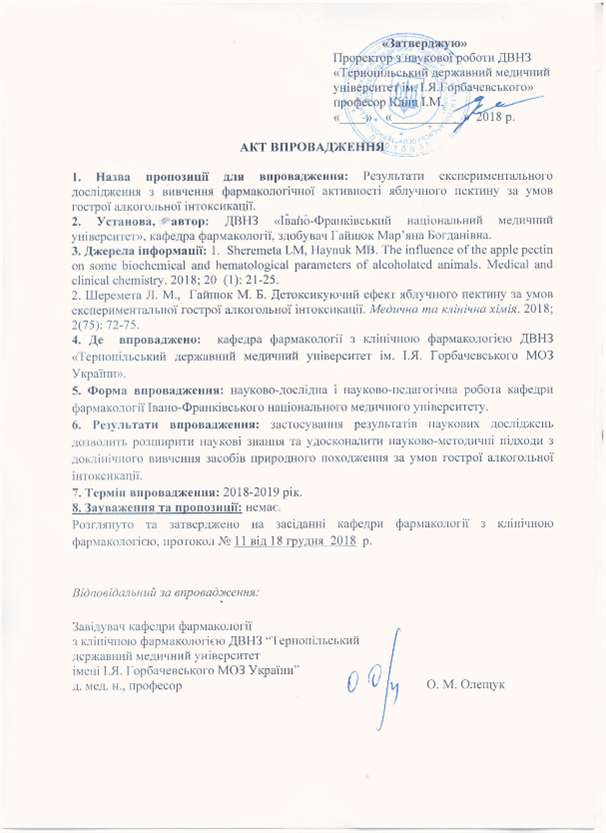 «Затверджую»
Проректор з наукової роботи ДВНЗ
«Тернопільський державний медичний
університет ім. І.Я.Горбачевського»
професор Кліщ І.М.
«____» «____________» 2018 р.
АКТ ВПРОВАДЖЕННЯ
1. Назва пропозиції для впровадження: Результати експериментального
дослідження з вивчення фармакологічної активності яблучного пектину за умов
гострої алкогольної інтоксикації.
2. Установа, автор: ДВНЗ «Івано-Франківський національний медичний
університет», кафедра фармакології, здобувач Гайнюк Мар’яна Богданівна.
3. Джерела інформації: 1. Sheremeta LM, Haynuk MB. The influence of the apple pectin
on some biochemical and hematological parameters of alcoholated animals. Medical and
clinical chemistry. 2018; 20 (1): 21-25.
2. Шеремета Л. М., Гайнюк М. Б. Детоксикуючий ефект яблучного пектину за умов
експериментальної гострої алкогольної інтоксикації. Медична та клінічна хімія. 2018;
2(75): 72-75.
4. Де впроваджено: кафедра фармакології з клінічною фармакологією ДВНЗ
«Тернопільський державний медичний університет ім. І.Я. Горбачевського МОЗ
України».
5. Форма впровадження: науково-дослідна і науково-педагогічна робота кафедри
фармакології Івано-Франківського національного медичного університету.
6. Результати впровадження: застосування результатів наукових досліджень
дозволить розширити наукові знання та удосконалити науково-методичні підходи з
доклінічного вивчення засобів природного походження за умов гострої алкогольної
інтоксикації.
7. Термін впровадження: 2018-2019 рік.
8. Зауваження та пропозиції: немає.
Розглянуто та затверджено на засіданні кафедри фармакології з клінічною
фармакологією, протокол № 11 від 18 грудня 2018 р.
Відповідальний за впровадження:
Завідувач кафедри фармакології
з клінічною фармакологією ДВНЗ “Тернопільський
державний медичний університет
імені І.Я. Горбачевського МОЗ України”
д. мед. н., професор О. М. Олещук